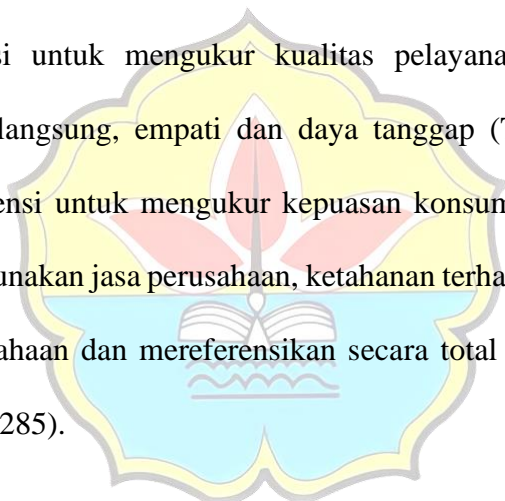 si untuk mengukur kualitas pelayana
langsung, empati dan daya tanggap (
ensi untuk mengukur kepuasan konsum
unakan jasa perusahaan, ketahanan terha
ahaan dan mereferensikan secara total
285).